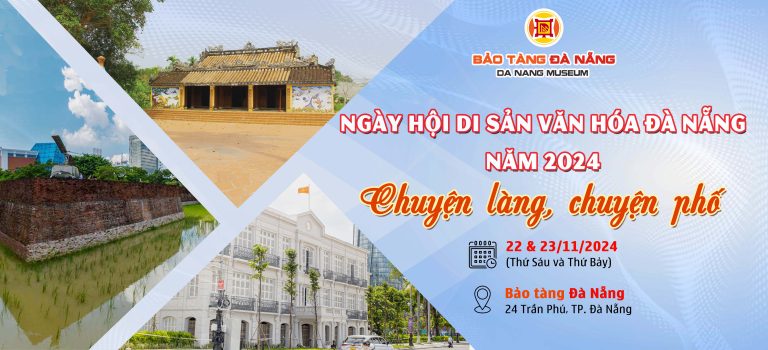 BẢO TÀNG ĐÀ NẴNG
DA NANG MUSEUM
NGÀY HỘI DI SẢN VĂN HÓA ĐÀ NẴNG
NĂM 2024
Chuyện làng, chuyện phố
22 & 23/11/2024
(Thứ Sáu và Thứ Bảy)
Bảo tàng Đà Nẵng
24 Trần Phú, TP. Đà Nẵng